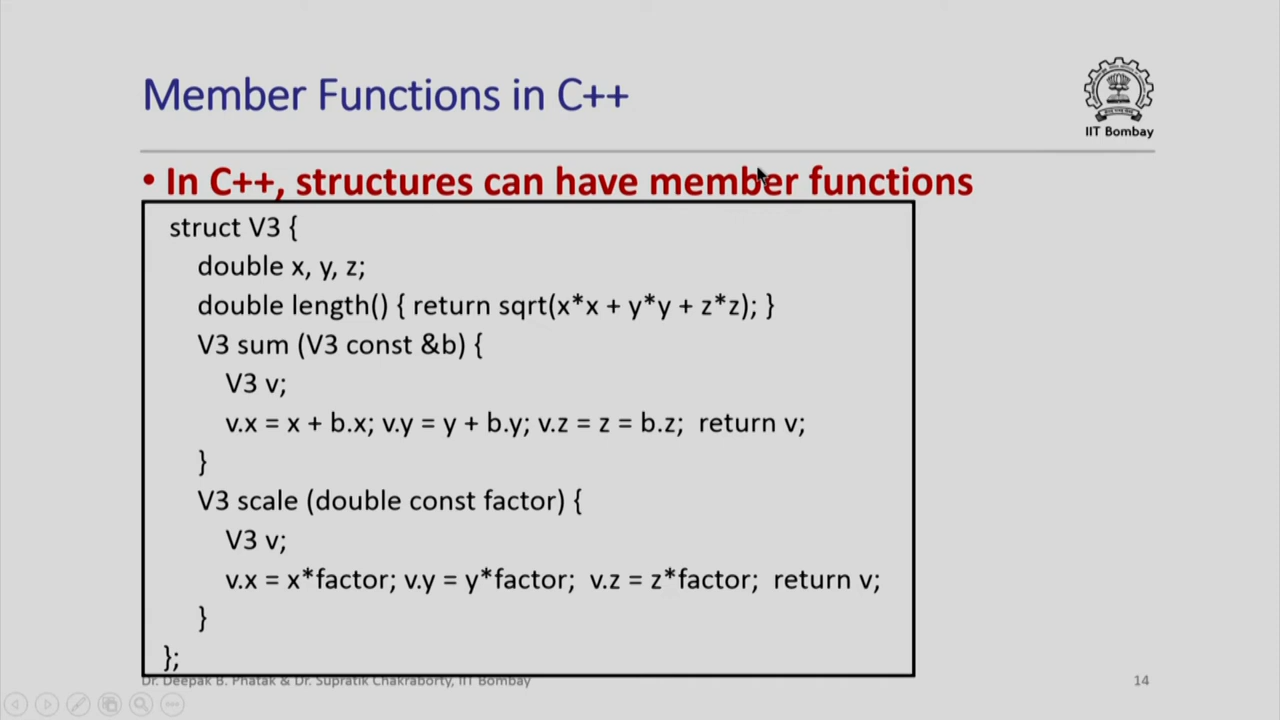 Member Functions in C++
IIT Bombay
• In C++, structures can have member functions
struct V3 {
double x, y, z;
double length() { return sqrt(x*x + y*y + z*z); }
V3 sum (V3 const &b) {
V3 v;
v.x = x + b.x; v.y = y + b.y; v.z = z = b.z; return v;
}
V3 scale (double const factor) {
V3 v;
v.x = x*factor; v.y = y*factor; v.z = z*factor; return v;
}
};
Dr. Deepak B. Phatak & Dr. Supratik Chakraborty, IIT Bombay
14